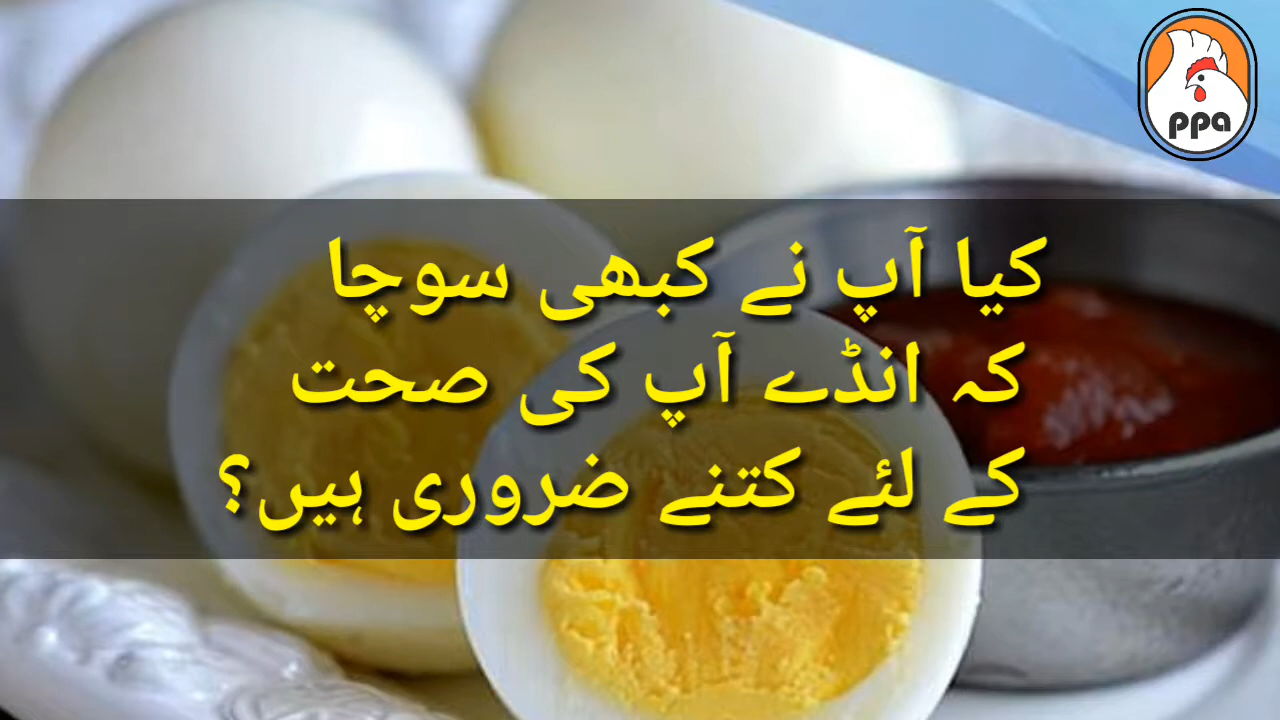 ppa
کیا آپ نے کبھی سوچا
کہ انڈے آپ کی صحت
کے لئے کتنے ضروری ہیں؟